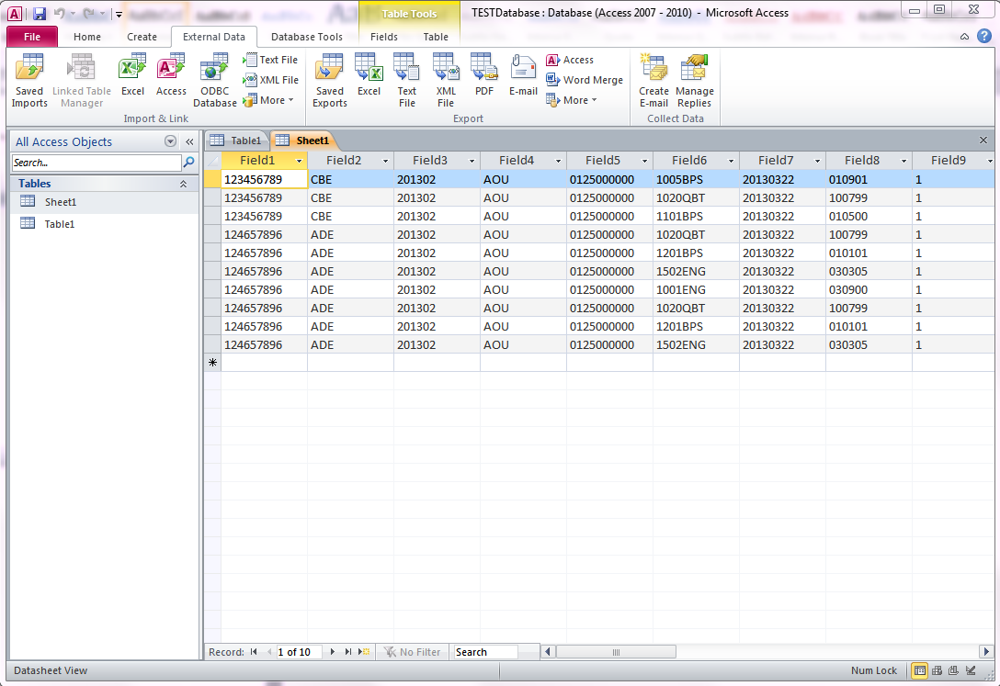 Table Tools
TESTDatabase : Database (Access 2007 - 2010) - Microsoft Access
File Home Create External Data Database Tools Fields Table
Saved Imports
Linked Table Manager
Excel
Access
ODBC Database
Text File
XML File
More
Import & Link
Saved Exports
Excel
Text File
XML File
PDF
E-mail
Access
Word Merge
More
Export
Create E-mail
Manage Replies
Collect Data
All Access Objects
Search...
Tables
Sheet1
Table1
Table1 Sheet1
Field1 Field2 Field3 Field4 Field5 Field6 Field7 Field8 Field9
123456789 CBE 201302 AOU 0125000000 1005BPS 20130322 010901 1
123456789 CBE 201302 AOU 0125000000 1020QBT 20130322 100799 1
123456789 CBE 201302 AOU 0125000000 1101BPS 20130322 010500 1
124657896 ADE 201302 AOU 0125000000 1020QBT 20130322 100799 1
124657896 ADE 201302 AOU 0125000000 1201BPS 20130322 010101 1
124657896 ADE 201302 AOU 0125000000 1502ENG 20130322 030305 1
124657896 ADE 201302 AOU 0125000000 1001ENG 20130322 030900 1
124657896 ADE 201302 AOU 0125000000 1020QBT 20130322 100799 1
124657896 ADE 201302 AOU 0125000000 1201BPS 20130322 010101 1
124657896 ADE 201302 AOU 0125000000 1502ENG 20130322 030305 1
Record: 1 of 10 No Filter Search
Datasheet View Num Lock